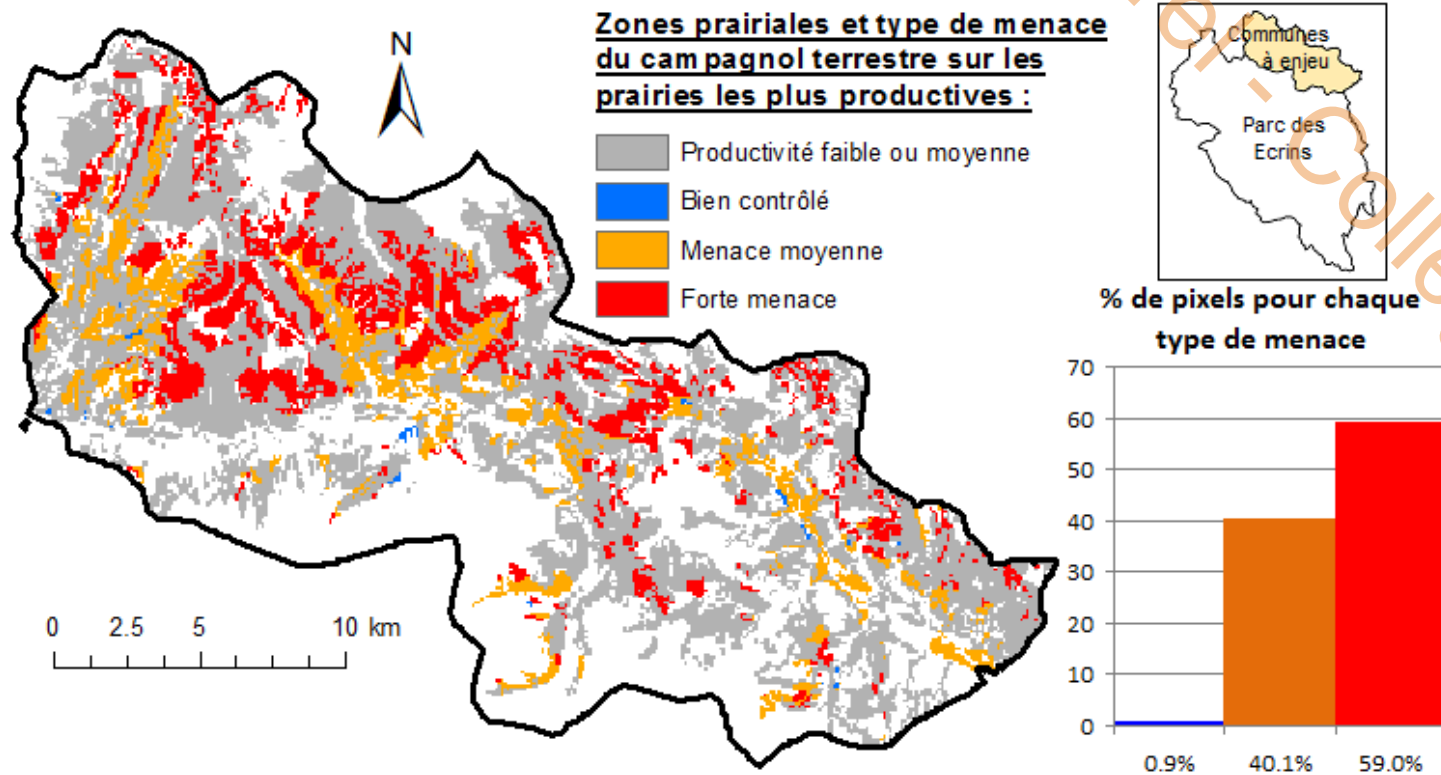 Zones prairiales et type de menace
du campagnol terrestre sur les
prairies les plus productives :
Productivité faible ou moyenne
Bien contrôlé
Menace moyenne
Forte menace
N
0 2.5 5 10 km
Communes
à enjeu
Parc des
Ecrins
% de pixels pour chaque
type de menace
70
60
50
40
30
20
10
0
0.9% 40.1% 59.0%